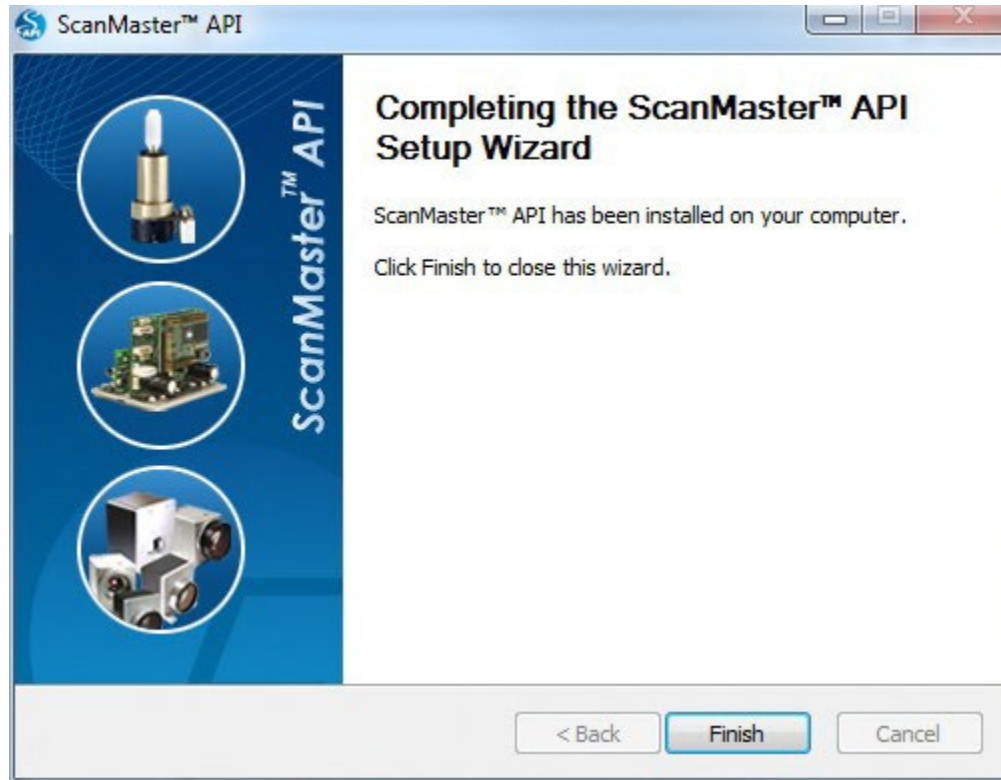 ScanMaster™ API
ScanMaster™ API
Completing the ScanMaster™ API
Setup Wizard
ScanMaster™ API has been installed on your computer.
Click Finish to close this wizard.
< Back
Finish
Cancel